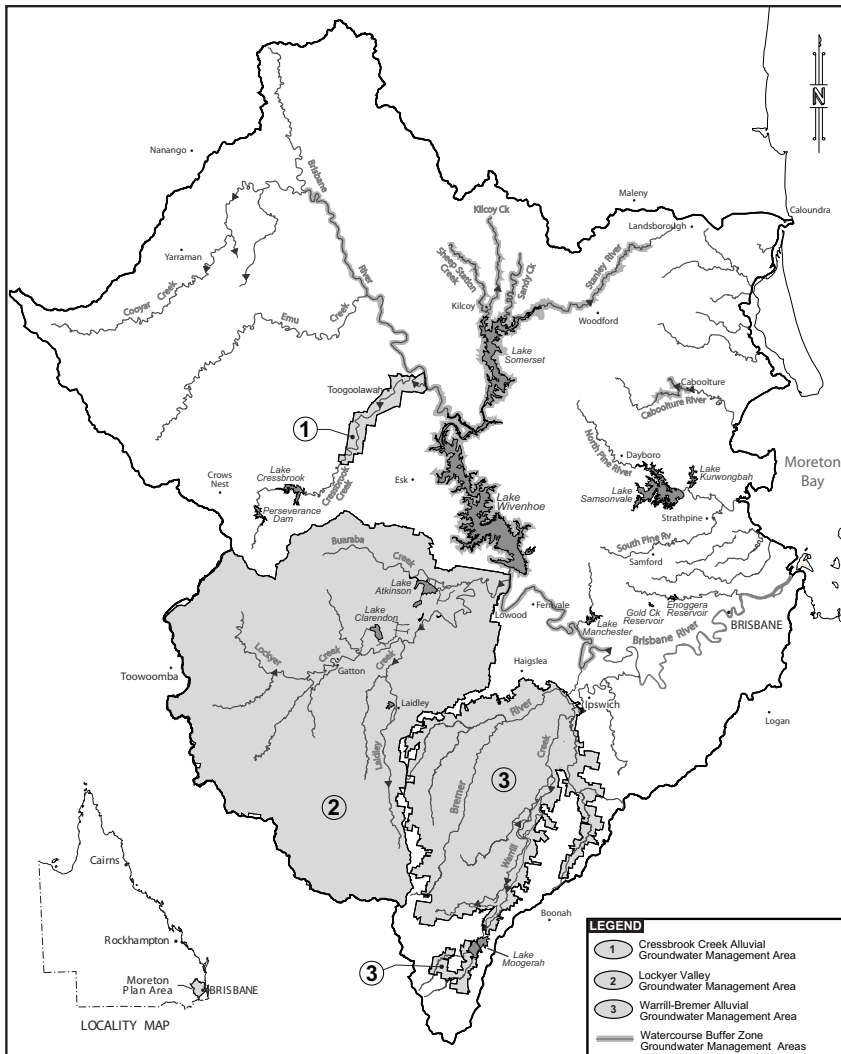 N
Nanango
Brisbane
River
Maleny
Caloundra
Landsborough
Kilcoy Ck
Sheep Station
Creek
Sandy Ck
Stanley River
Yarraman
Cooyar Creek
Kilcoy
Woodford
Emu
Creek
Lake
Somerset
Toogoolawah
Caboolture
Caboolture River
1
North Pine River
Dayboro
Lake
Kurwongbah
Moreton
Bay
Crows
Nest
Lake
Cressbrook
Cressbrook
Creek
Esk
Perseverance
Dam
Lake
Wivenhoe
Lake
Samsonvale
Strathpine
South Pine Rv
Samford
Buaraba
Creek
Lake
Atkinson
Lake
Clarendon
Lowood
Fernvale
Lake
Manchester
Gold Ck
Reservoir
Enoggera
Reservoir
BRISBANE
Brisbane River
Lockyer
Creek
Creek
Toowoomba
Gatton
Haigslea
Laidley
Laidley
River
Ipswich
Logan
Bremer
Creek
3
2
Warrill
Boonah
3
Lake
Moogerah
Cairns
Rockhampton
Moreton
Plan Area
BRISBANE
LOCALITY MAP
LEGEND
1 Cressbrook Creek Alluvial
Groundwater Management Area
2 Lockyer Valley
Groundwater Management Area
3 Warrill-Bremer Alluvial
Groundwater Management Area
Watercourse Buffer Zone
Groundwater Management Areas